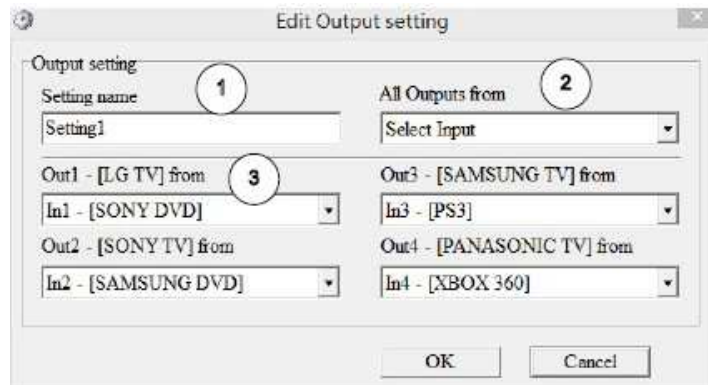 Edit Output setting
Output setting
1
2
Setting name
All Outputs from
Setting1
Select Input
3
Out1 - [LG TV] from
Out3 - [SAMSUNG TV] from
In1 - [SONY DVD]
In3 - [PS3]
Out2 - [SONY TV] from
Out4 - [PANASONIC TV] from
In2 - [SAMSUNG DVD]
In4 - [XBOX 360]
OK
Cancel